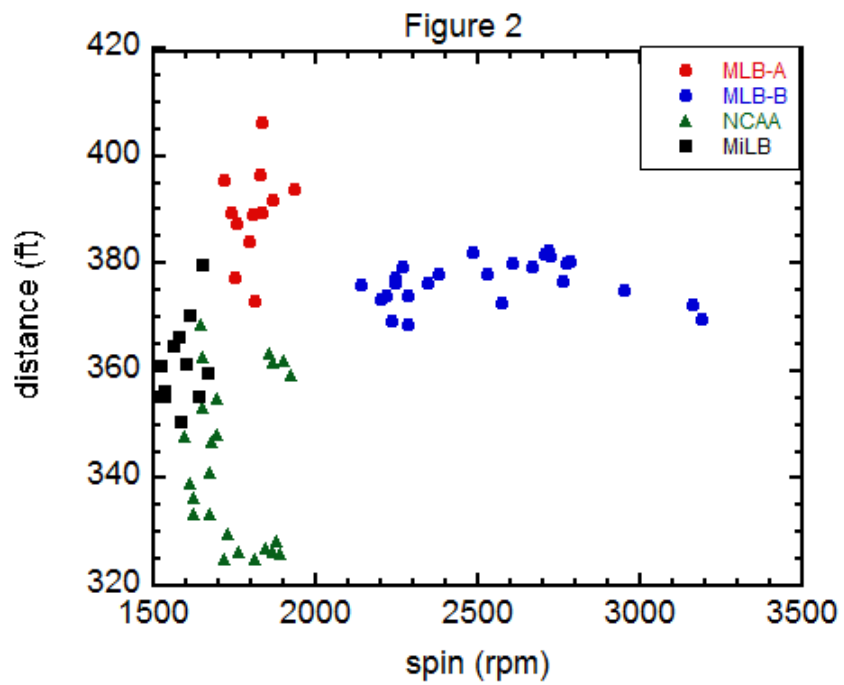 Figure 2
420
400
380
360
340
320
distance (ft)
MLB-A
MLB-B
NCAA
MiLB
1500
2000
2500
3000
3500
spin (rpm)